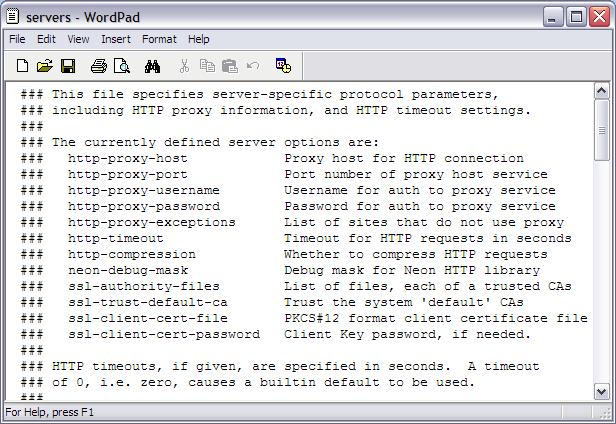 servers - WordPad
File Edit View Insert Format Help
### This file specifies server-specific protocol parameters,
### including HTTP proxy information, and HTTP timeout settings.
###
### The currently defined server options are:
###   http-proxy-host            Proxy host for HTTP connection
###   http-proxy-port            Port number of proxy host service
###   http-proxy-username        Username for auth to proxy service
###   http-proxy-password        Password for auth to proxy service
###   http-proxy-exceptions      List of sites that do not use proxy
###   http-timeout               Timeout for HTTP requests in seconds
###   http-compression           Whether to compress HTTP requests
###   neon-debug-mask            Debug mask for Neon HTTP library
###   ssl-authority-files        List of files, each of a trusted CAs
###   ssl-trust-default-ca       Trust the system 'default' CAs
###   ssl-client-cert-file       PKCS#12 format client certificate file
###   ssl-client-cert-password   Client Key password, if needed.
###
### HTTP timeouts, if given, are specified in seconds.  A timeout
### of 0, i.e. zero, causes a builtin default to be used.
###
For Help, press F1